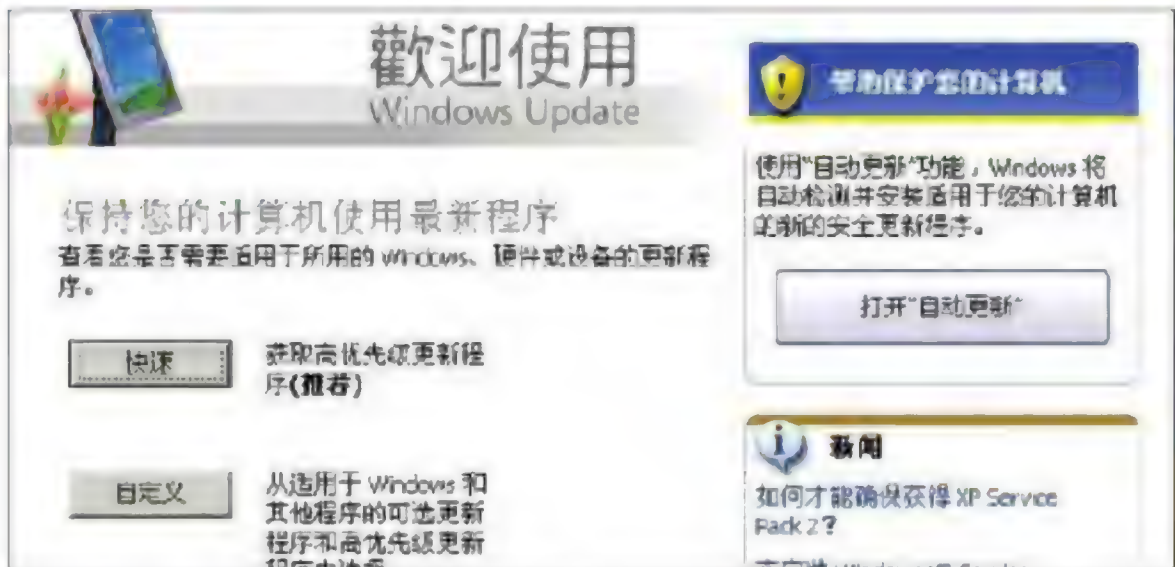 歡迎使用
Windows Update
保持您的计算机使用最新程序
查看您是否需要适用于所用的 Windows、硬件或设备的更新程
序。
快速
获取高优先级更新程
序(推荐)
自定义
从适用于 Windows 和
其他程序的可选更新
程序和高优先级更新
帮助保护您的计算机
使用“自动更新”功能，Windows 将
自动检测并安装适用于您的计算机
的新的安全更新程序。
打开“自动更新”
新闻
如何才能确保获得 XP Service
Pack 2?